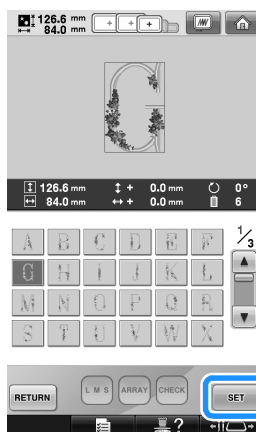 126.6 mm
84.0 mm
126.6 mm + 0.0 mm 0°
84.0 mm + 0.0 mm 6
1/3
A B C D E F
G H I J K L
M N O P Q R
S T U V W X
RETURN L M S ARRAY CHECK SET
?